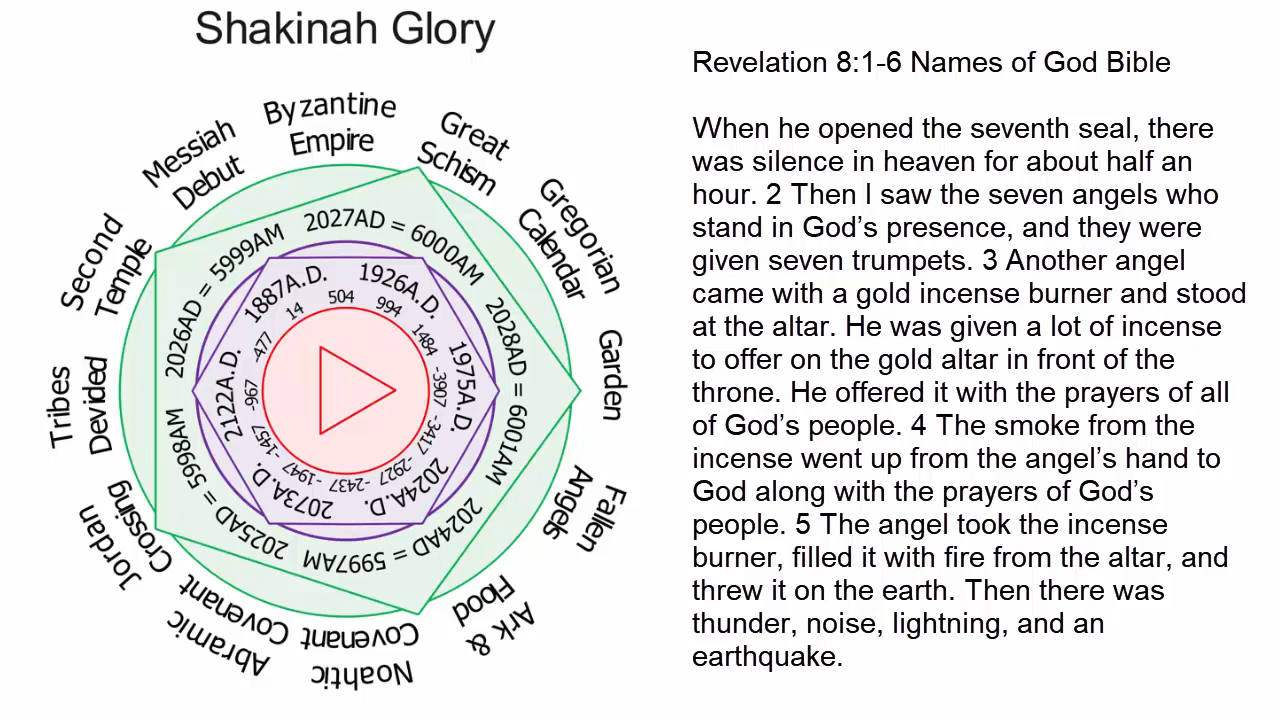 Shakinah Glory
Byzantine
Empire
Great
Schism
Gregorian
Calendar
Garden
Fallen
Angels
Ark &
Flood
Noahtic
Covenant
Abramic
Covenant
Jordan
Crossing
Tribes
Devided
Second
Temple
Messiah
Debut
2027AD = 6000AM
2028AD = 6001AM
2024AD = 5997AM
2025AD = 5998AM
2026AD = 5999AM
1926A.D.
1975A.D.
2024A.D.
2073A.D.
2122A.D.
1887A.D.
504
994
1484
-3907
-3417
-2927
-2437
-1947
-1457
-967
-477
14
Revelation 8:1-6 Names of God Bible
When he opened the seventh seal, there
was silence in heaven for about half an
hour. 2 Then I saw the seven angels who
stand in God’s presence, and they were
given seven trumpets. 3 Another angel
came with a gold incense burner and stood
at the altar. He was given a lot of incense
to offer on the gold altar in front of the
throne. He offered it with the prayers of all
of God’s people. 4 The smoke from the
incense went up from the angel’s hand to
God along with the prayers of God’s
people. 5 The angel took the incense
burner, filled it with fire from the altar, and
threw it on the earth. Then there was
thunder, noise, lightning, and an
earthquake.